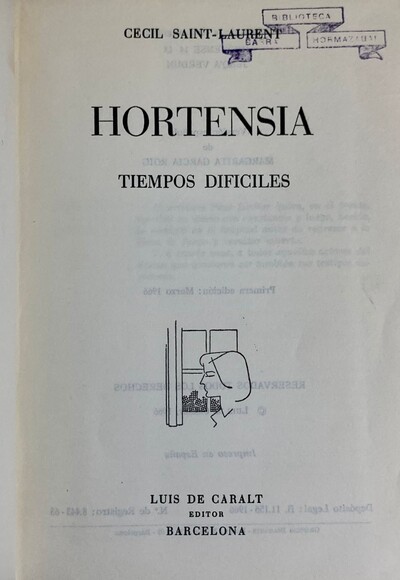 CECIL SAINT-LAURENT
BIBLIOTECA
HORTENSIA
TIEMPOS DIFICILES
LUIS DE CARALT
EDITOR
BARCELONA